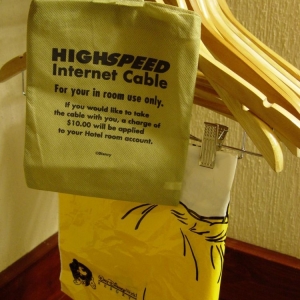 HIGHSPEED
Internet Cable
For your in room use only.
If you would like to take
the cable with you, a charge of
$10.00 will be applied
to your Hotel room account.
©Disney